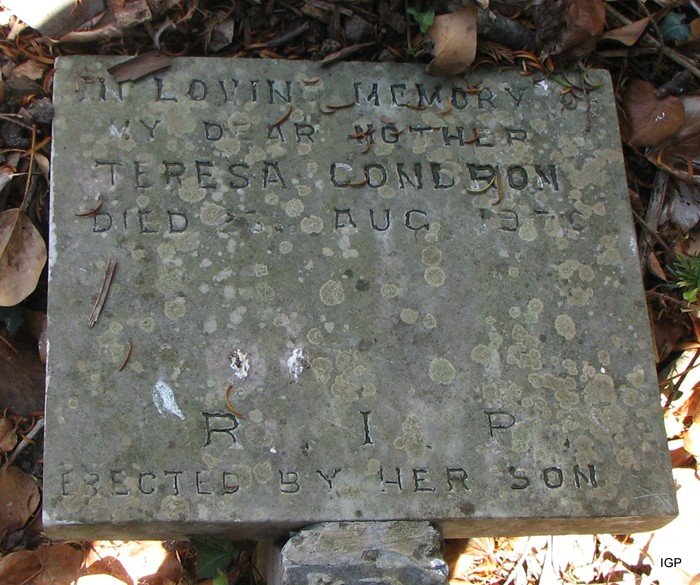 IN LOVING MEMORY OF
MY DEAR MOTHER
TERESA CONDRON
DIED AUG
R. I. P
ERECTED BY HER SON
IGP